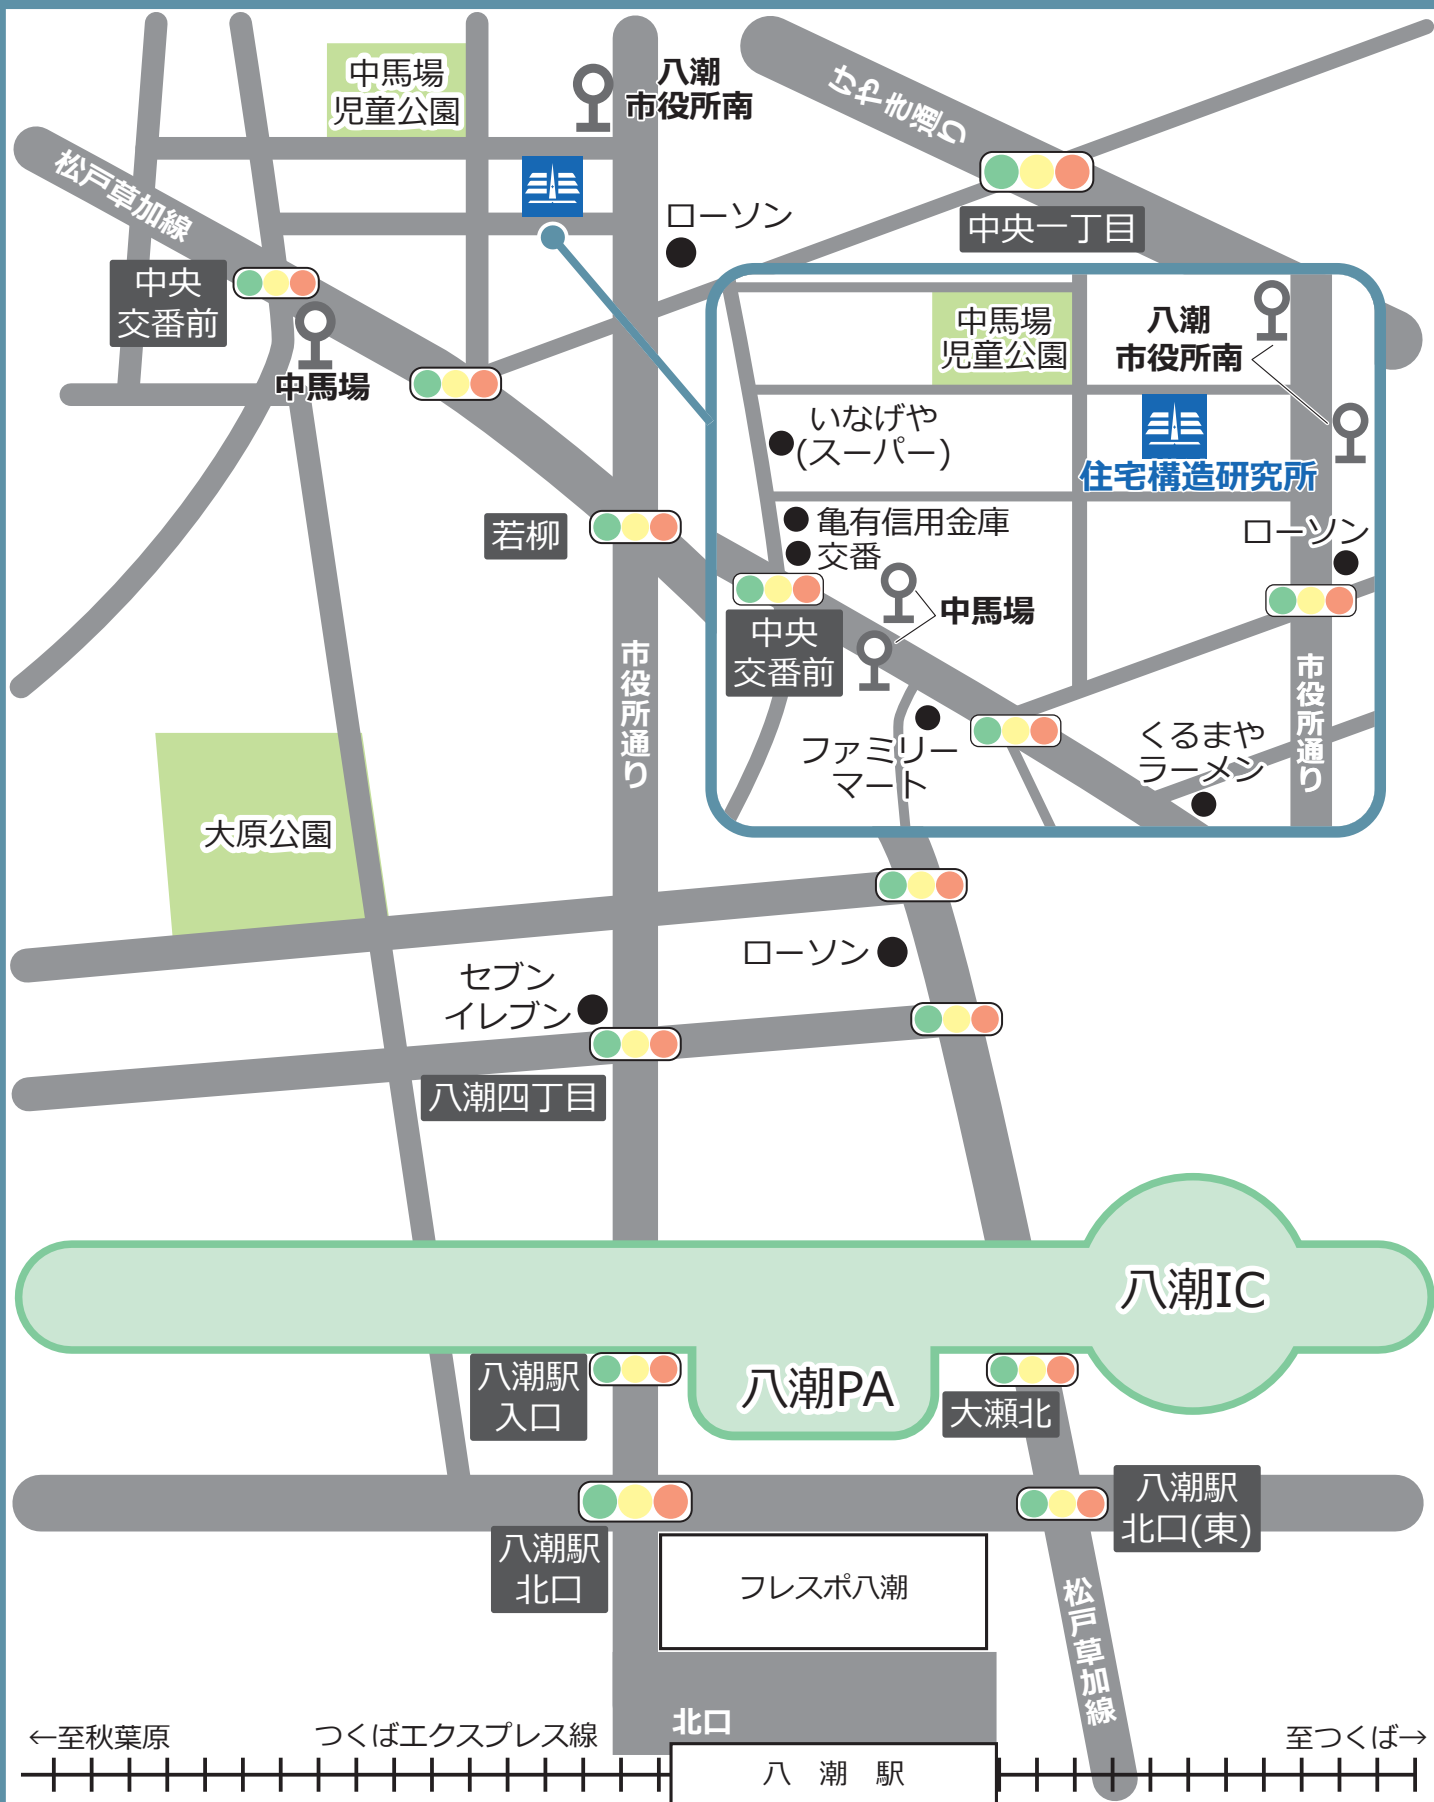 中馬場
児童公園
八潮
市役所南
けやき通り
松戸草加線
ローソン
中央一丁目
中央
交番前
中馬場
若柳
市役所通り
中馬場
児童公園
八潮
市役所南
いなげや
(スーパー)
住宅構造研究所
亀有信用金庫
交番
ローソン
中馬場
中央
交番前
市役所通り
ファミリー
マート
くるまや
ラーメン
大原公園
ローソン
セブン
イレブン
八潮四丁目
八潮IC
八潮PA
八潮駅
入口
大瀬北
八潮駅
北口
八潮駅
北口(東)
フレスポ八潮
松戸草加線
←至秋葉原
つくばエクスプレス線
北口
至つくば→
八 潮 駅